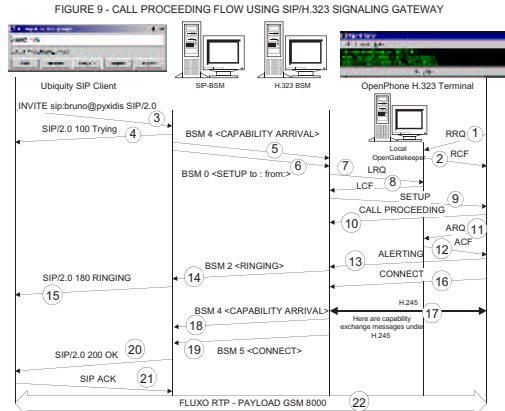 FIGURE 9 - CALL PROCEEDING FLOW USING SIP/H.323 SIGNALING GATEWAY
Ubiquity SIP Client
SIP-BSM
H.323 BSM
OpenPhone H.323 Terminal
INVITE sip:bruno@pyxidis SIP/2.0
3
SIP/2.0 100 Trying
4
BSM 4 <CAPABILITY ARRIVAL>
5
Local
OpenGatekeeper
RRQ
1
2
RCF
6
BSM 0 <SETUP to : from:>
7
LRQ
8
LCF
SETUP
9
CALL PROCEEDING
10
ARQ
11
ACF
12
ALERTING
13
BSM 2 <RINGING>
14
CONNECT
16
SIP/2.0 180 RINGING
15
BSM 4 <CAPABILITY ARRIVAL>
18
H.245
17
Here are capability
exchange messages under
H.245
SIP/2.0 200 OK
20
19
BSM 5 <CONNECT>
SIP ACK
21
FLUXO RTP - PAYLOAD GSM 8000
22